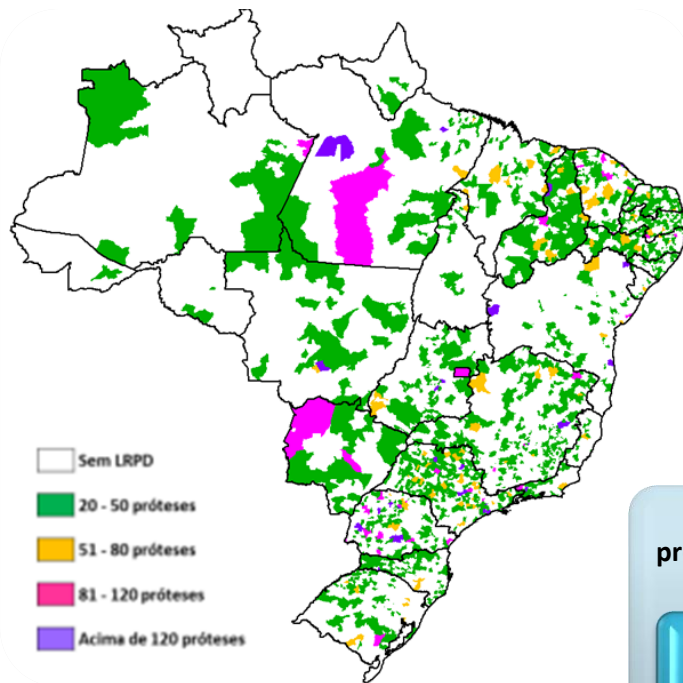 Sem LRPD
20 - 50 próteses
51 - 80 próteses
81 - 120 próteses
Acima de 120 próteses
pr